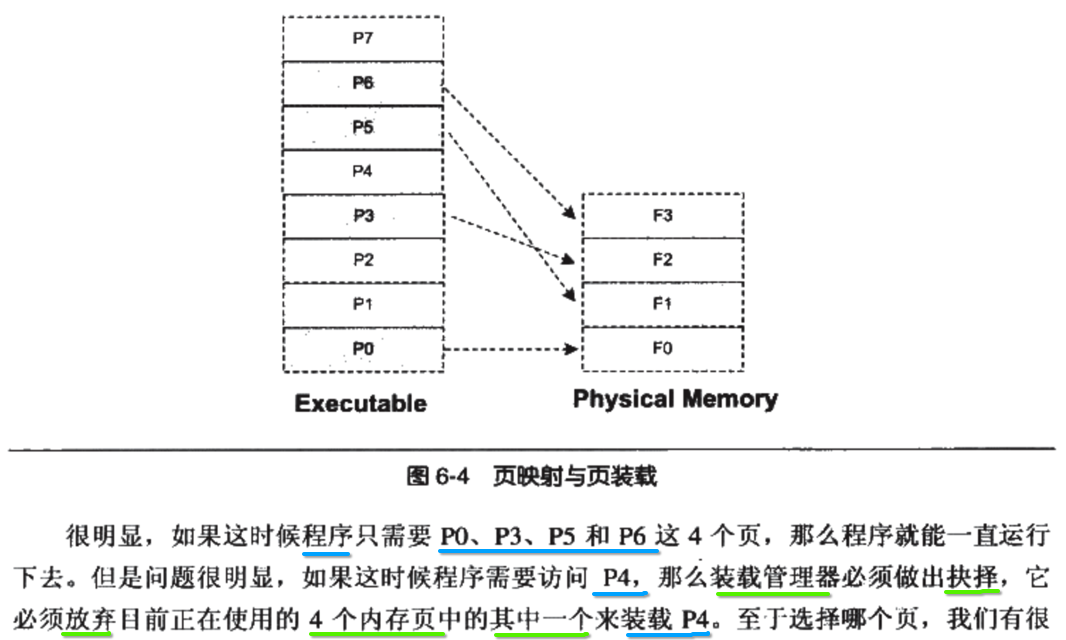 P7
P6
P5
P4
P3
P2
P1
P0
F3
F2
F1
F0
Executable
Physical Memory
图 6-4 页映射与页装载
很明显，如果这时候程序只需要 P0、P3、P5 和 P6 这 4 个页，那么程序就能一直运行
下去。但是问题很明显，如果这时候程序需要访问 P4，那么装载管理器必须做出抉择，它
必须放弃目前正在使用的 4 个内存页中的其中一个来装载 P4。至于选择哪个页，我们有很